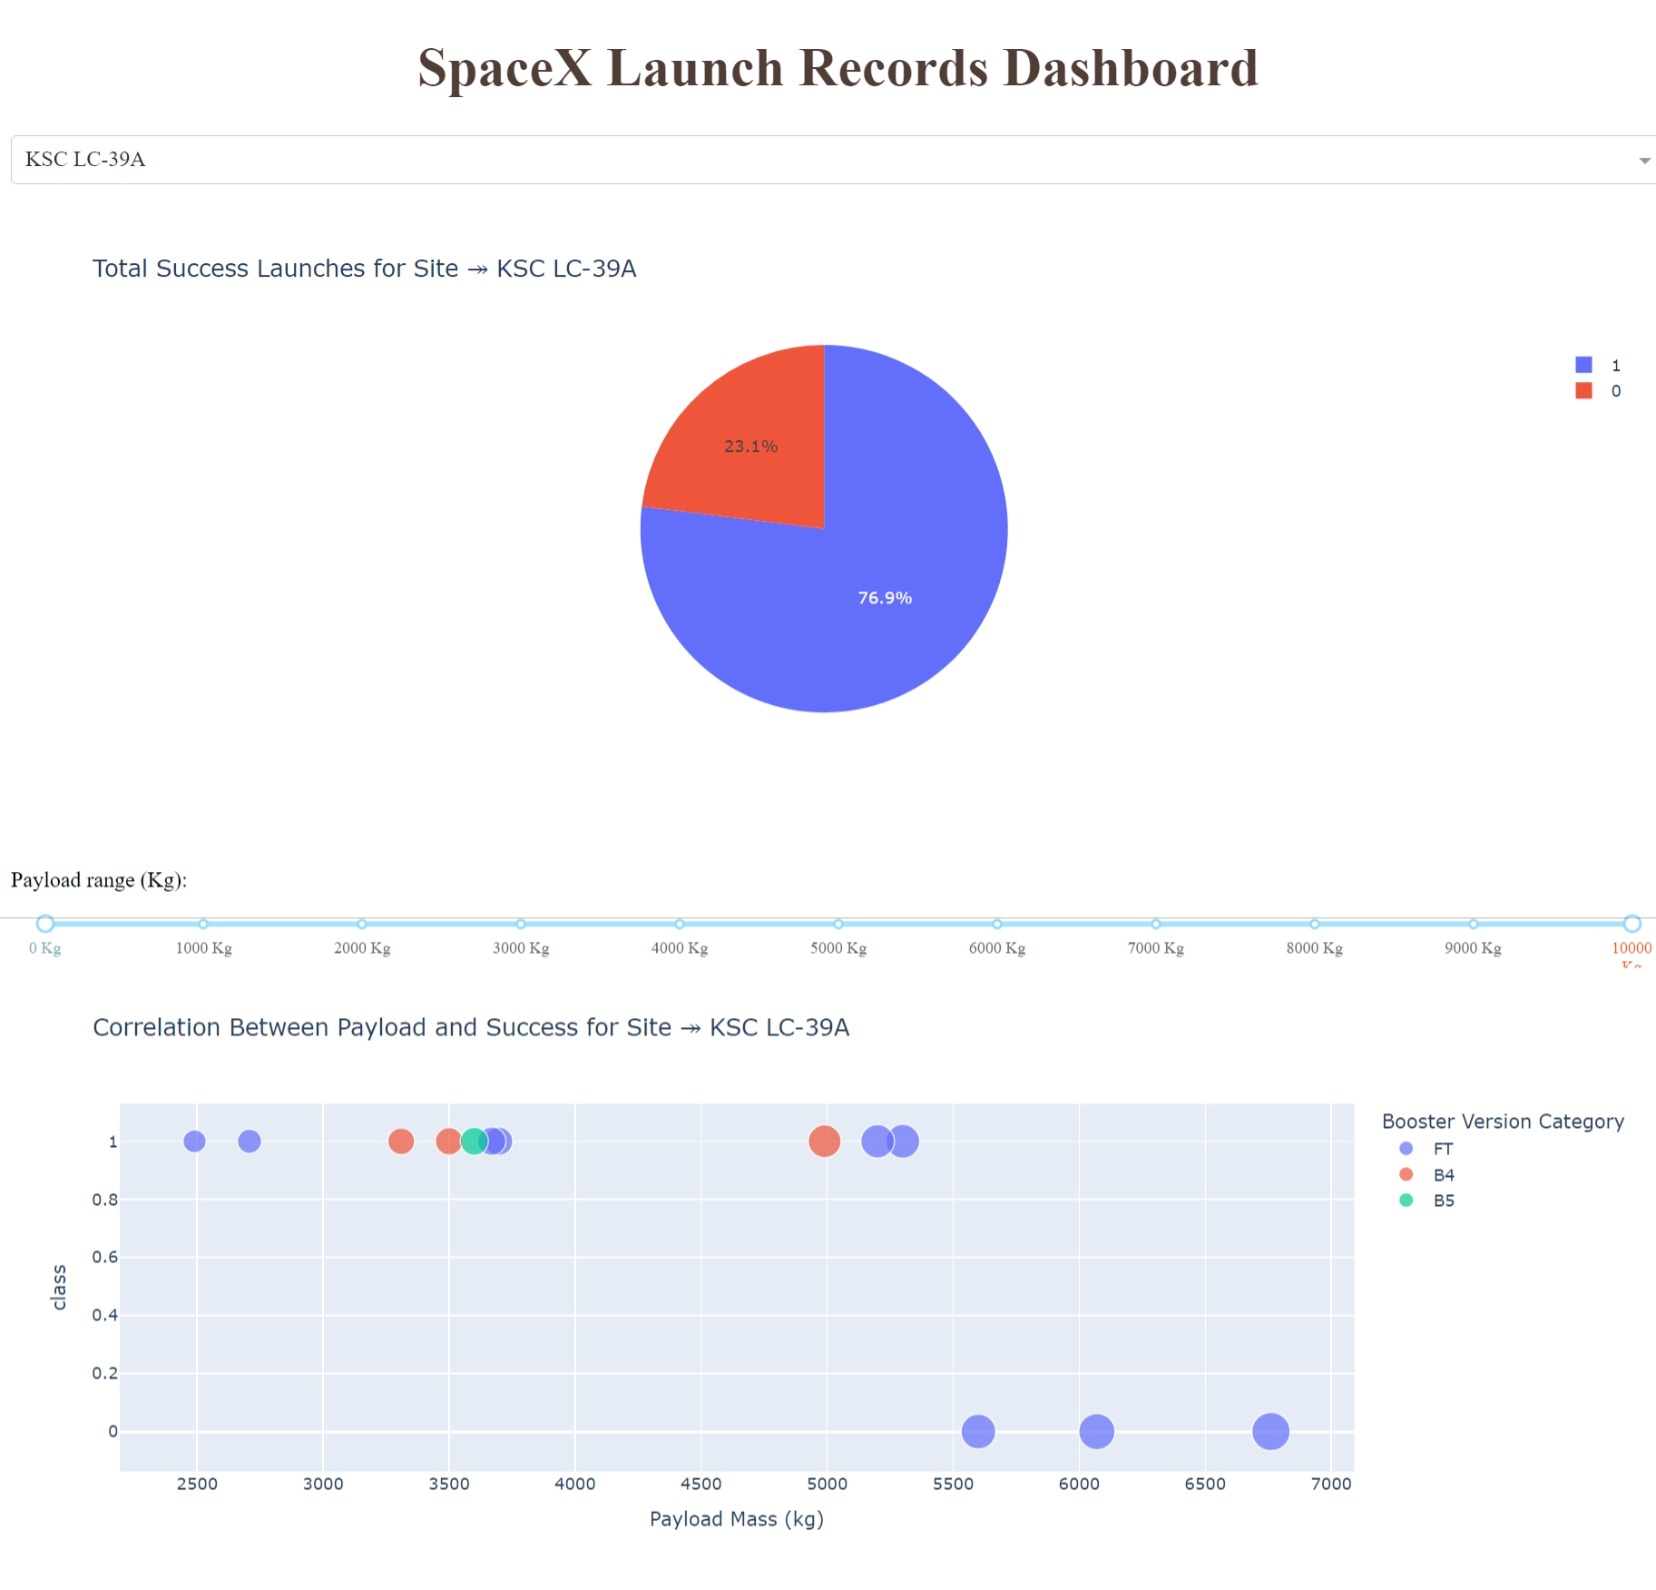 SpaceX Launch Records Dashboard
KSC LC-39A
Total Success Launches for Site ↠ KSC LC-39A
1
0
23.1%
76.9%
Payload range (Kg):
0 Kg 1000 Kg 2000 Kg 3000 Kg 4000 Kg 5000 Kg 6000 Kg 7000 Kg 8000 Kg 9000 Kg 10000
Kg
Correlation Between Payload and Success for Site ↠ KSC LC-39A
Booster Version Category
FT
B4
B5
1
0.8
0.6
0.4
0.2
0
class
2500 3000 3500 4000 4500 5000 5500 6000 6500 7000
Payload Mass (kg)